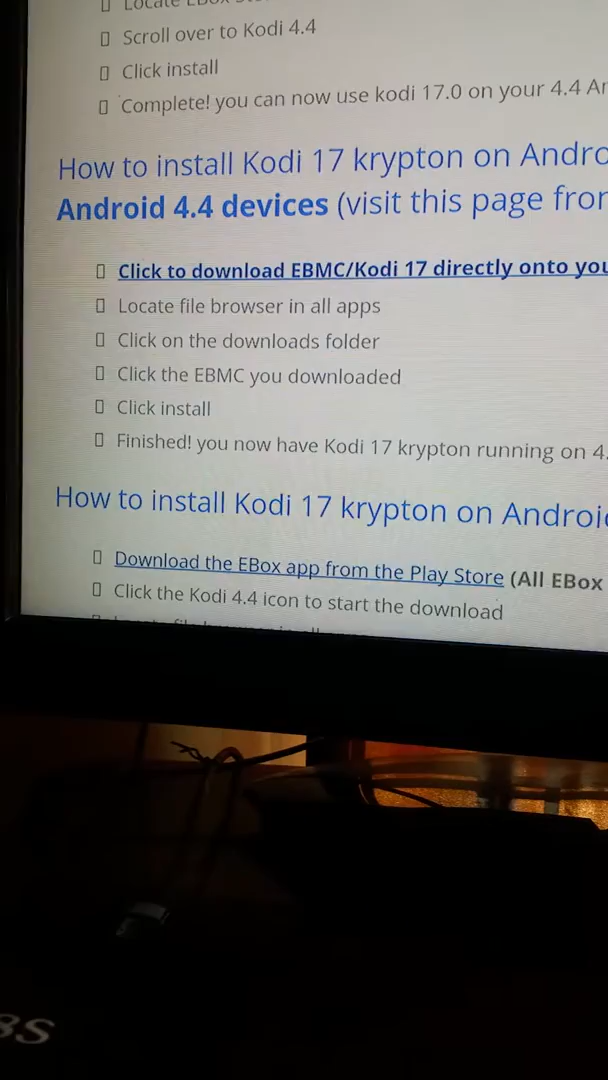 Locate EBox
Scroll over to Kodi 4.4
Click install
Complete! you can now use kodi 17.0 on your 4.4
How to install Kodi 17 krypton on
Android 4.4 devices (visit this page
Click to download EBMC/Kodi 17 directly onto
Locate file browser in all apps
Click on the downloads folder
Click the EBMC you downloaded
Click install
Finished! you now have Kodi 17 krypton running on 4.
How to install Kodi 17 krypton on
Download the EBox app from the Play Store (All EBox
Click the Kodi 4.4 icon to start the download
8S